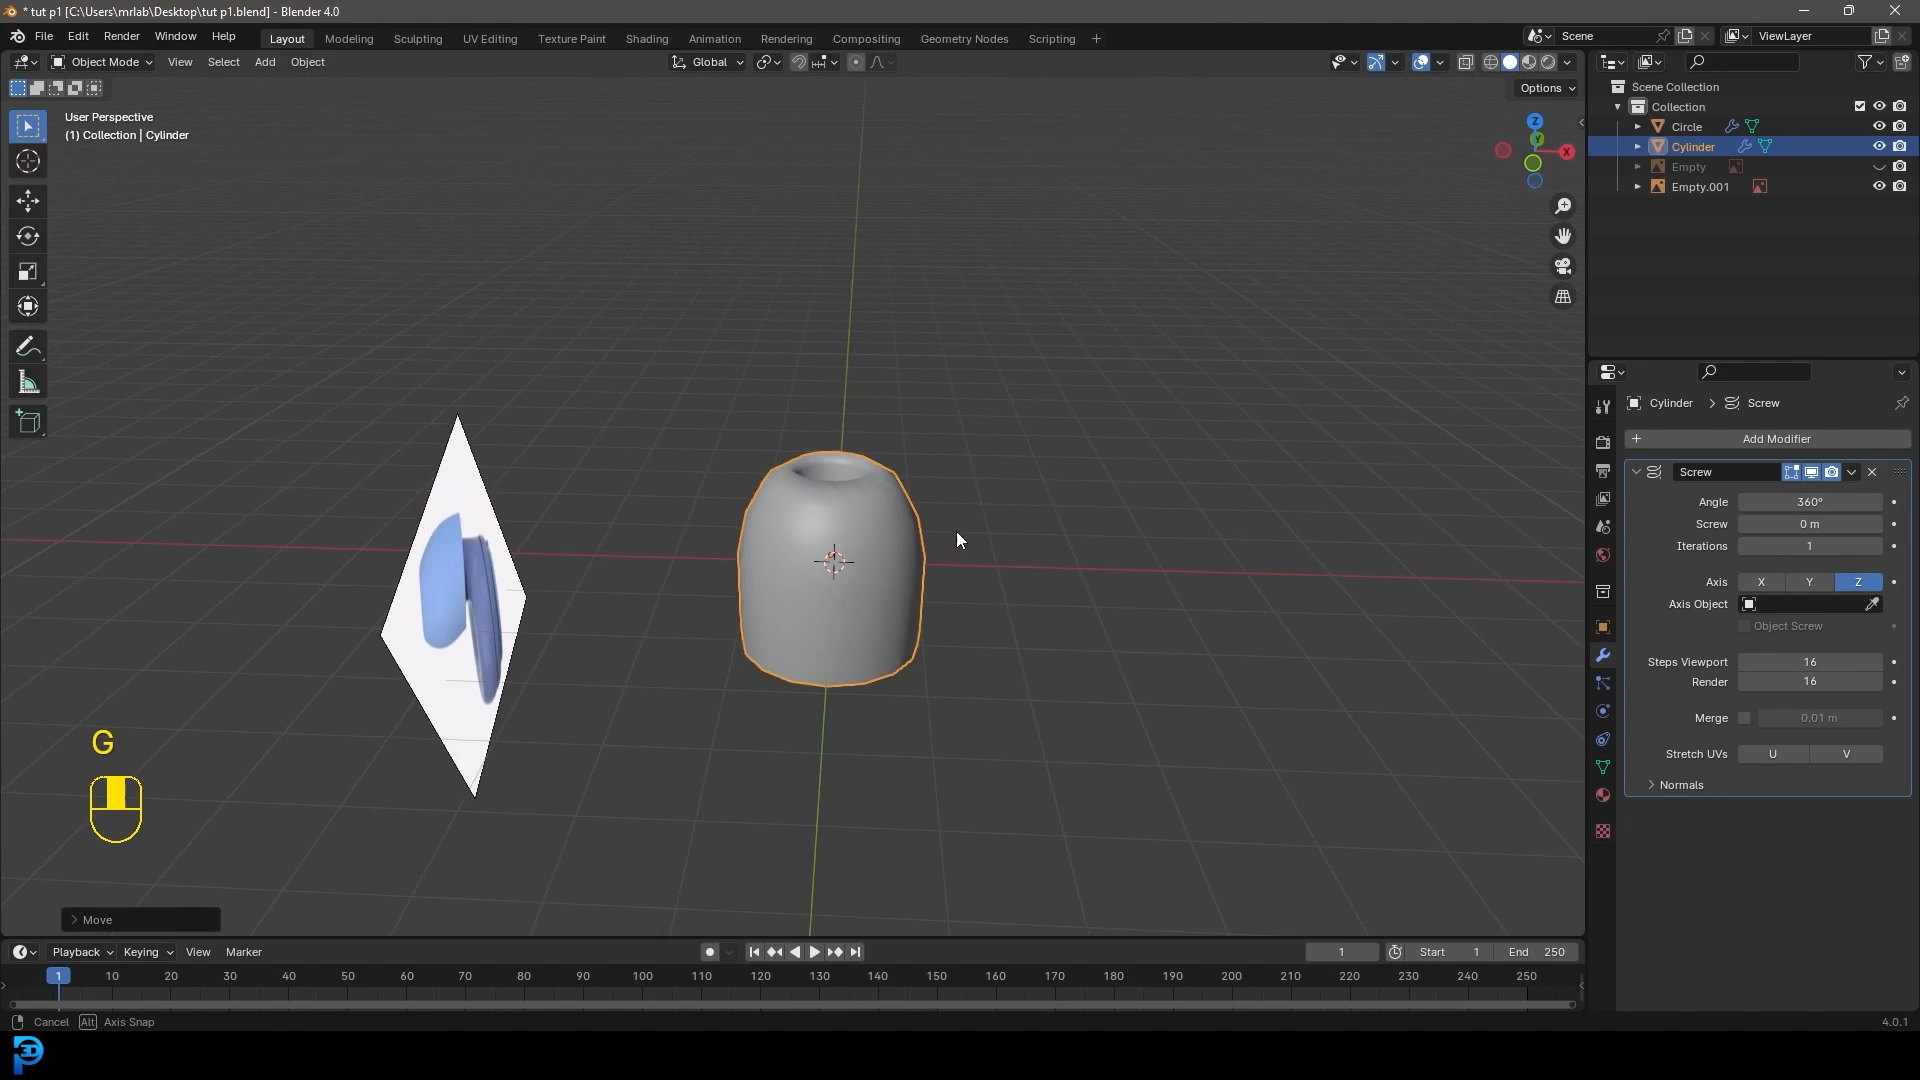 * tut p1 [C:\Users\mrlab\Desktop\tut p1.blend] - Blender 4.0
File Edit Render Window Help
Layout Modeling Sculpting UV Editing Texture Paint Shading Animation Rendering Compositing Geometry Nodes Scripting +
Scene
ViewLayer
Object Mode View Select Add Object
Global
Options
User Perspective
(1) Collection | Cylinder
Z
Y
X
Scene Collection
Collection
Circle
Cylinder
Empty
Empty.001
Cylinder > Screw
+ Add Modifier
Screw
Angle 360°
Screw 0 m
Iterations 1
Axis X Y Z
Axis Object
Object Screw
Steps Viewport 16
Render 16
Merge 0.01 m
Stretch UVs U V
> Normals
G
> Move
Playback Keying View Marker
1
Start 1
End 250
1 10 20 30 40 50 60 70 80 90 100 110 120 130 140 150 160 170 180 190 200 210 220 230 240 250
Cancel Alt Axis Snap
4.0.1
3D
P